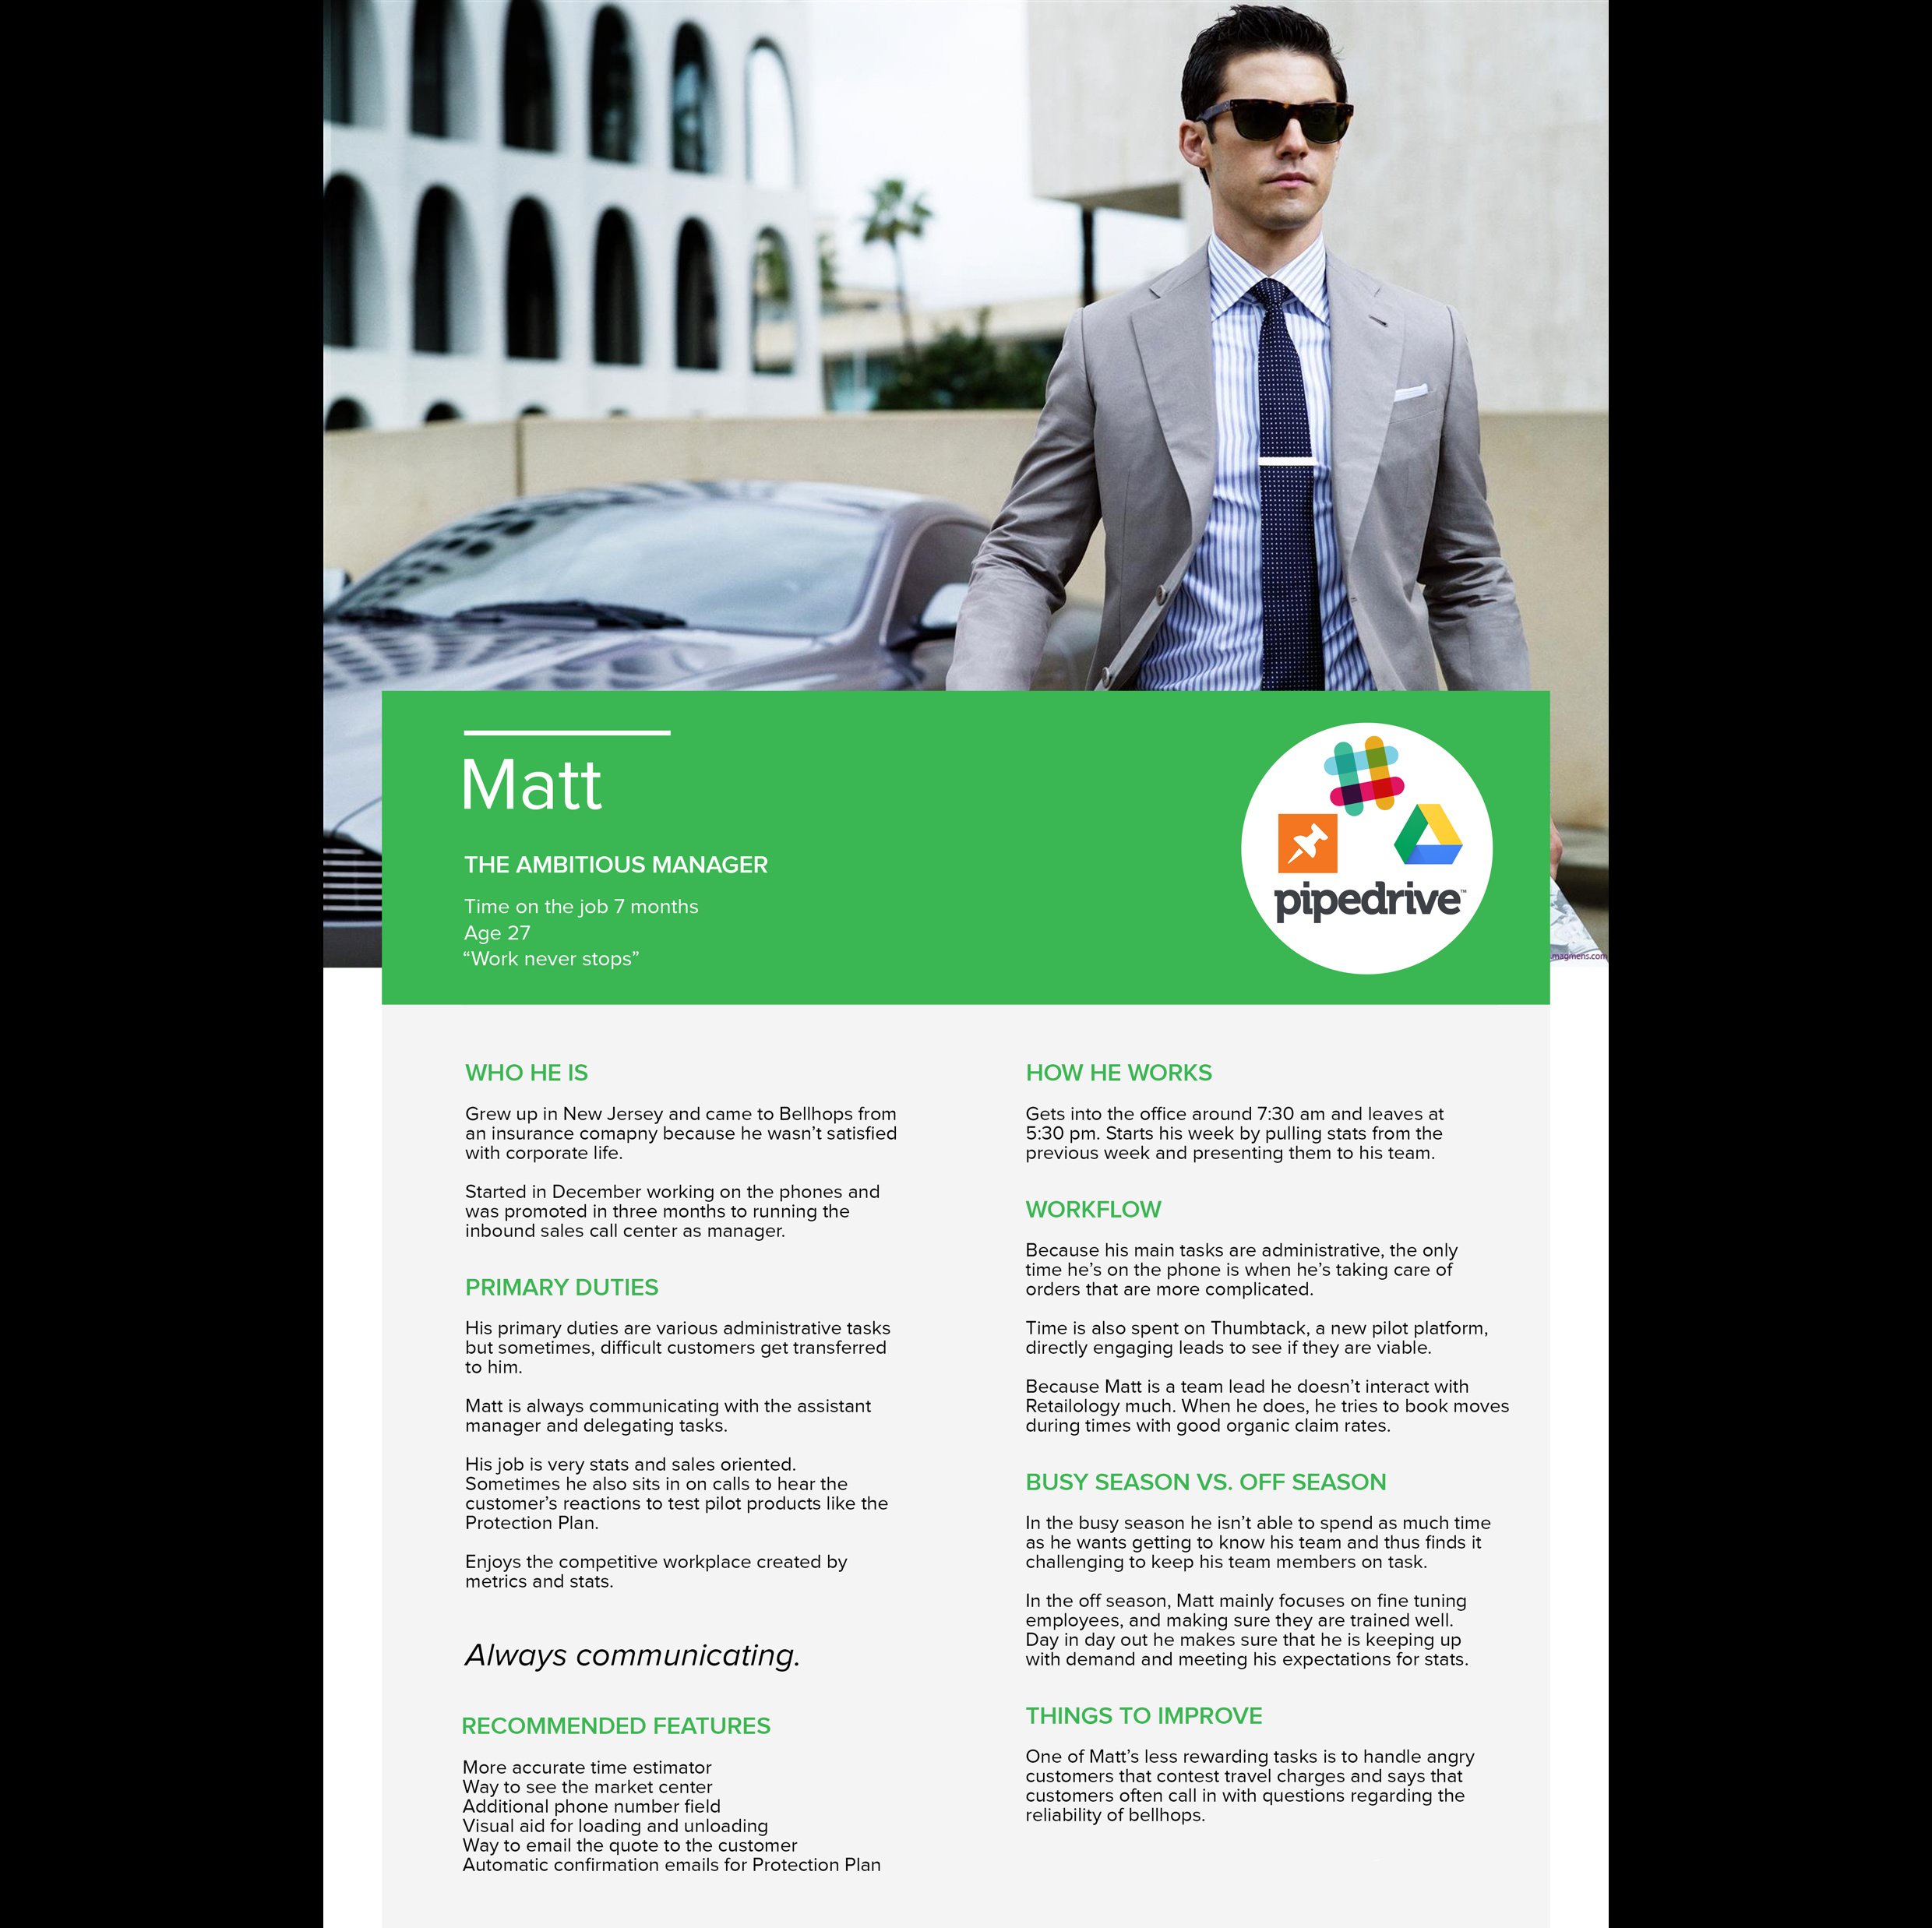 Matt
THE AMBITIOUS MANAGER
Time on the job 7 months
Age 27
“Work never stops”
pipedrive™
magmens.com
WHO HE IS
Grew up in New Jersey and came to Bellhops from
an insurance comapny because he wasn’t satisfied
with corporate life.
Started in December working on the phones and
was promoted in three months to running the
inbound sales call center as manager.
PRIMARY DUTIES
His primary duties are various administrative tasks
but sometimes, difficult customers get transferred
to him.
Matt is always communicating with the assistant
manager and delegating tasks.
His job is very stats and sales oriented.
Sometimes he also sits in on calls to hear the
customer’s reactions to test pilot products like the
Protection Plan.
Enjoys the competitive workplace created by
metrics and stats.
Always communicating.
RECOMMENDED FEATURES
More accurate time estimator
Way to see the market center
Additional phone number field
Visual aid for loading and unloading
Way to email the quote to the customer
Automatic confirmation emails for Protection Plan
HOW HE WORKS
Gets into the office around 7:30 am and leaves at
5:30 pm. Starts his week by pulling stats from the
previous week and presenting them to his team.
WORKFLOW
Because his main tasks are administrative, the only
time he’s on the phone is when he’s taking care of
orders that are more complicated.
Time is also spent on Thumbtack, a new pilot platform,
directly engaging leads to see if they are viable.
Because Matt is a team lead he doesn’t interact with
Retailology much. When he does, he tries to book moves
during times with good organic claim rates.
BUSY SEASON VS. OFF SEASON
In the busy season he isn’t able to spend as much time
as he wants getting to know his team and thus finds it
challenging to keep his team members on task.
In the off season, Matt mainly focuses on fine tuning
employees, and making sure they are trained well.
Day in day out he makes sure that he is keeping up
with demand and meeting his expectations for stats.
THINGS TO IMPROVE
One of Matt’s less rewarding tasks is to handle angry
customers that contest travel charges and says that
customers often call in with questions regarding the
reliability of bellhops.